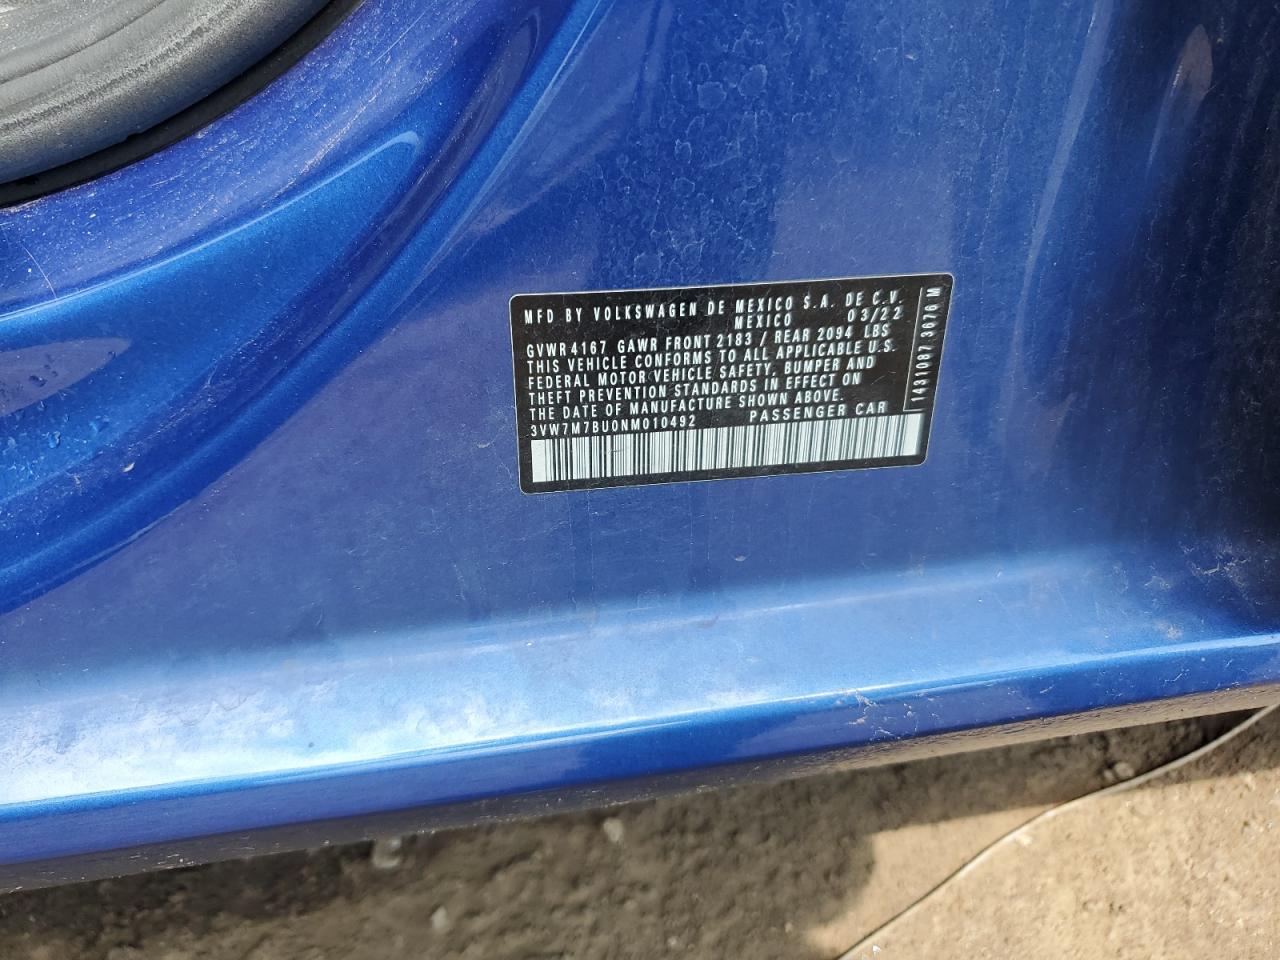 MFD BY VOLKSWAGEN DE MEXICO S.A. DE C.V.
MEXICO 03/22
GVWR 4167 GAWR FRONT 2183 / REAR 2094 LBS
THIS VEHICLE CONFORMS TO ALL APPLICABLE U.S.
FEDERAL MOTOR VEHICLE SAFETY, BUMPER AND
THEFT PREVENTION STANDARDS IN EFFECT ON
THE DATE OF MANUFACTURE SHOWN ABOVE.
3VW7M7BU0NM010492 PASSENGER CAR
1431087 3676 M